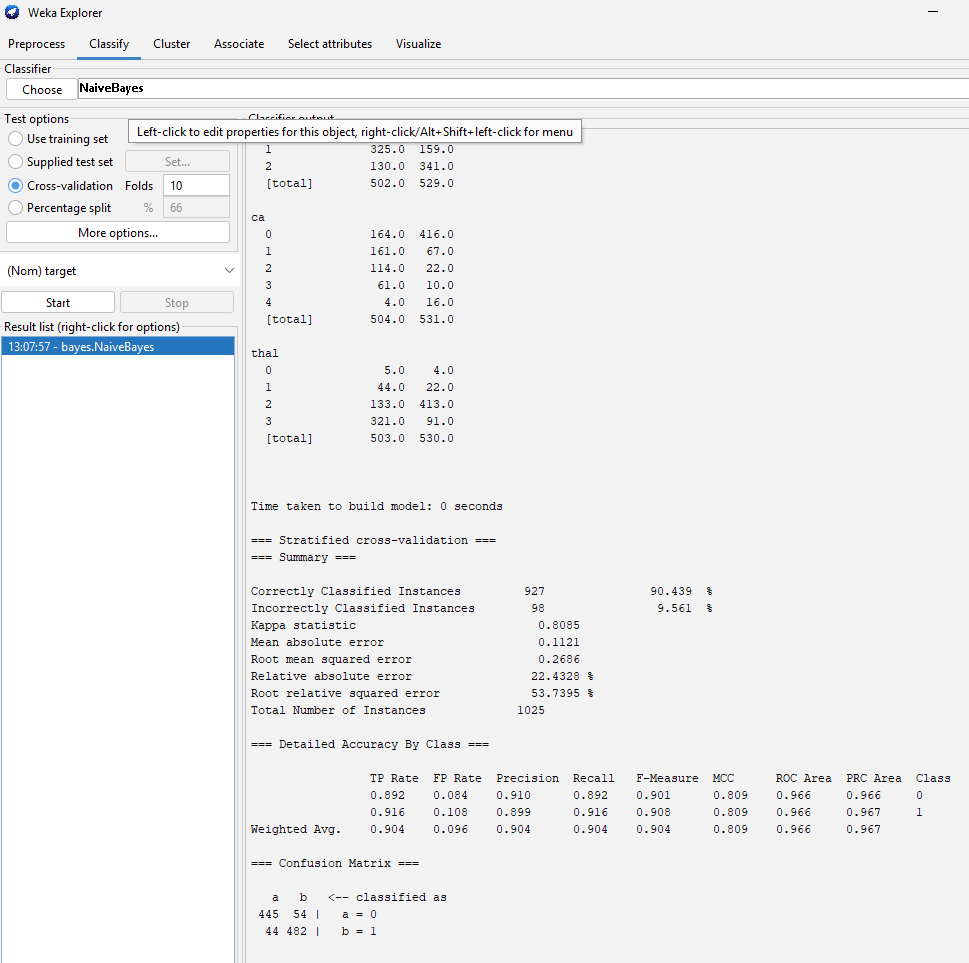 Weka Explorer
Preprocess Classify Cluster Associate Select attributes Visualize
Classifier
Choose NaiveBayes
Test options
Use training set
Supplied test set Set...
Cross-validation Folds 10
Percentage split % 66
More options...
(Nom) target
Start Stop
Result list (right-click for options)
13:07:57 - bayes.NaiveBayes
Classifier output
Left-click to edit properties for this object, right-click/Alt+Shift+left-click for menu
1 325.0 159.0
2 130.0 341.0
[total] 502.0 529.0
ca
0 164.0 416.0
1 161.0 67.0
2 114.0 22.0
3 61.0 10.0
4 4.0 16.0
[total] 504.0 531.0
thal
0 5.0 4.0
1 44.0 22.0
2 133.0 413.0
3 321.0 91.0
[total] 503.0 530.0
Time taken to build model: 0 seconds
=== Stratified cross-validation ===
=== Summary ===
Correctly Classified Instances 927 90.439 %
Incorrectly Classified Instances 98 9.561 %
Kappa statistic 0.8085
Mean absolute error 0.1121
Root mean squared error 0.2686
Relative absolute error 22.4328 %
Root relative squared error 53.7395 %
Total Number of Instances 1025
=== Detailed Accuracy By Class ===
TP Rate FP Rate Precision Recall F-Measure MCC ROC Area PRC Area Class
0.892 0.084 0.910 0.892 0.901 0.809 0.966 0.966 0
0.916 0.108 0.899 0.916 0.908 0.809 0.966 0.967 1
Weighted Avg. 0.904 0.096 0.904 0.904 0.904 0.809 0.966 0.967
=== Confusion Matrix ===
a b <-- classified as
445 54 | a = 0
44 482 | b = 1